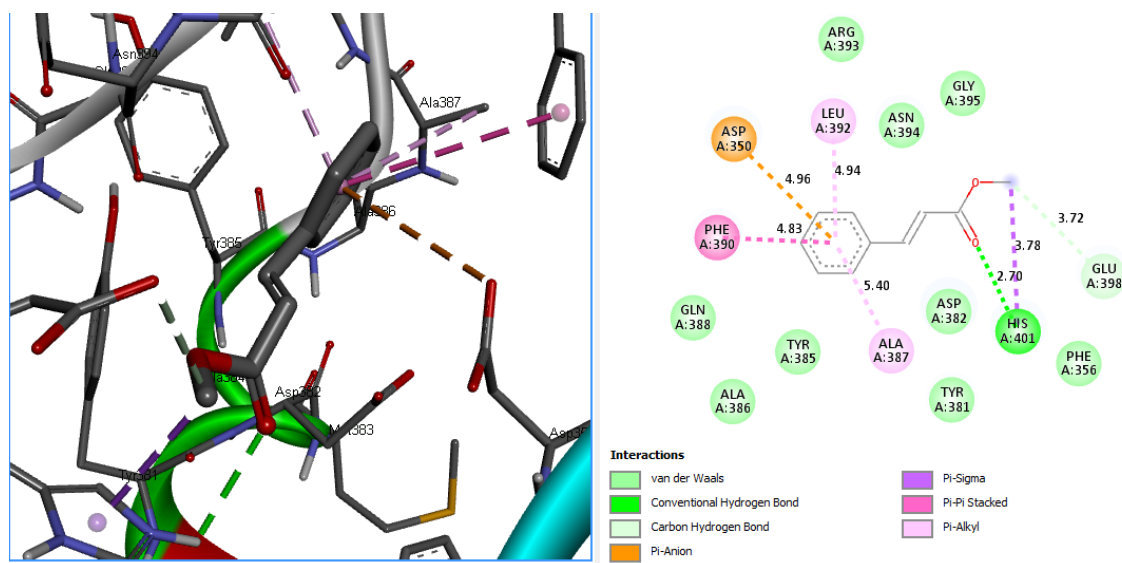 Asn394
Ala387
Ala386
Tyr385
Asn382
Met383
Tyr381
ARG
A:393
LEU
A:392
GLY
A:395
ASN
A:394
ASP
A:350
4.96
4.94
PHE
A:390
4.83
3.72
3.78
GLU
A:398
2.70
5.40
GLN
A:388
ASP
A:382
HIS
A:401
TYR
A:385
ALA
A:387
PHE
A:356
ALA
A:386
TYR
A:381
Interactions
van der Waals
Conventional Hydrogen Bond
Carbon Hydrogen Bond
Pi-Anion
Pi-Sigma
Pi-Pi Stacked
Pi-Alkyl
O
O